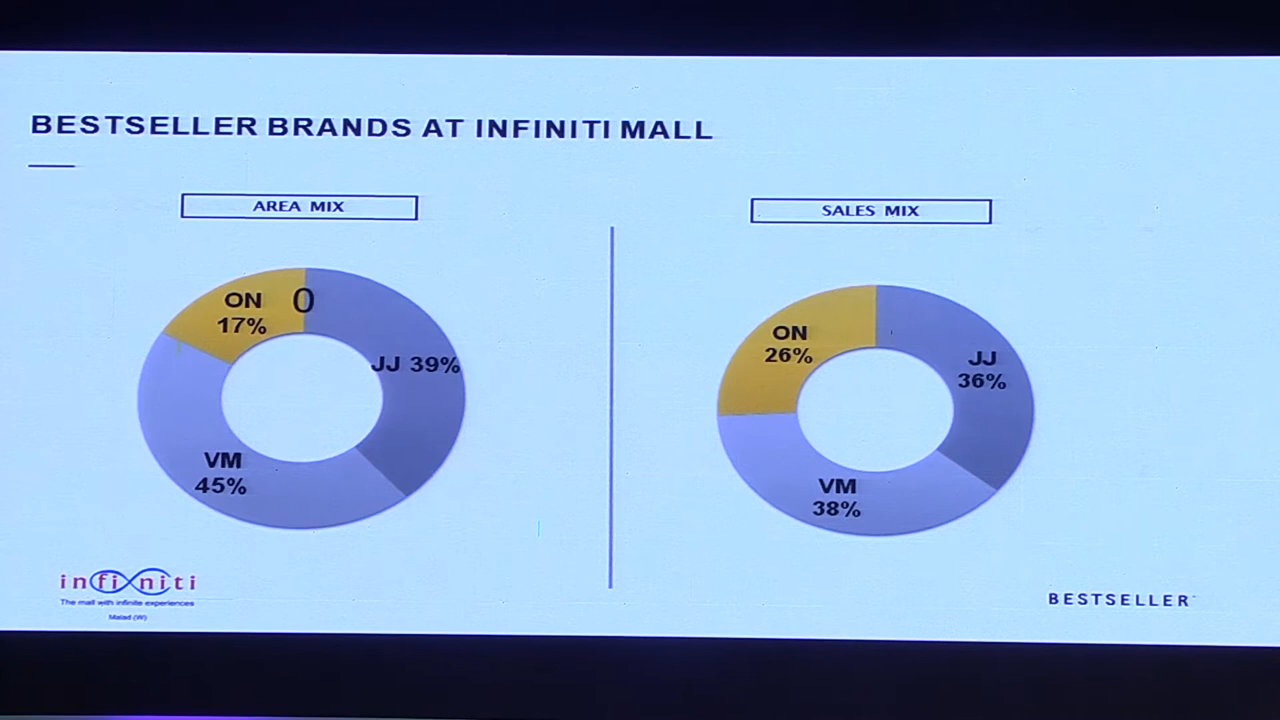 BESTSELLER BRANDS AT INFINITI MALL
AREA MIX
ON
17%
0
JJ 39%
VM
45%
SALES MIX
ON
26%
JJ
36%
VM
38%
infiniti
The mall with infinite experiences
Malad (W)
BESTSELLER